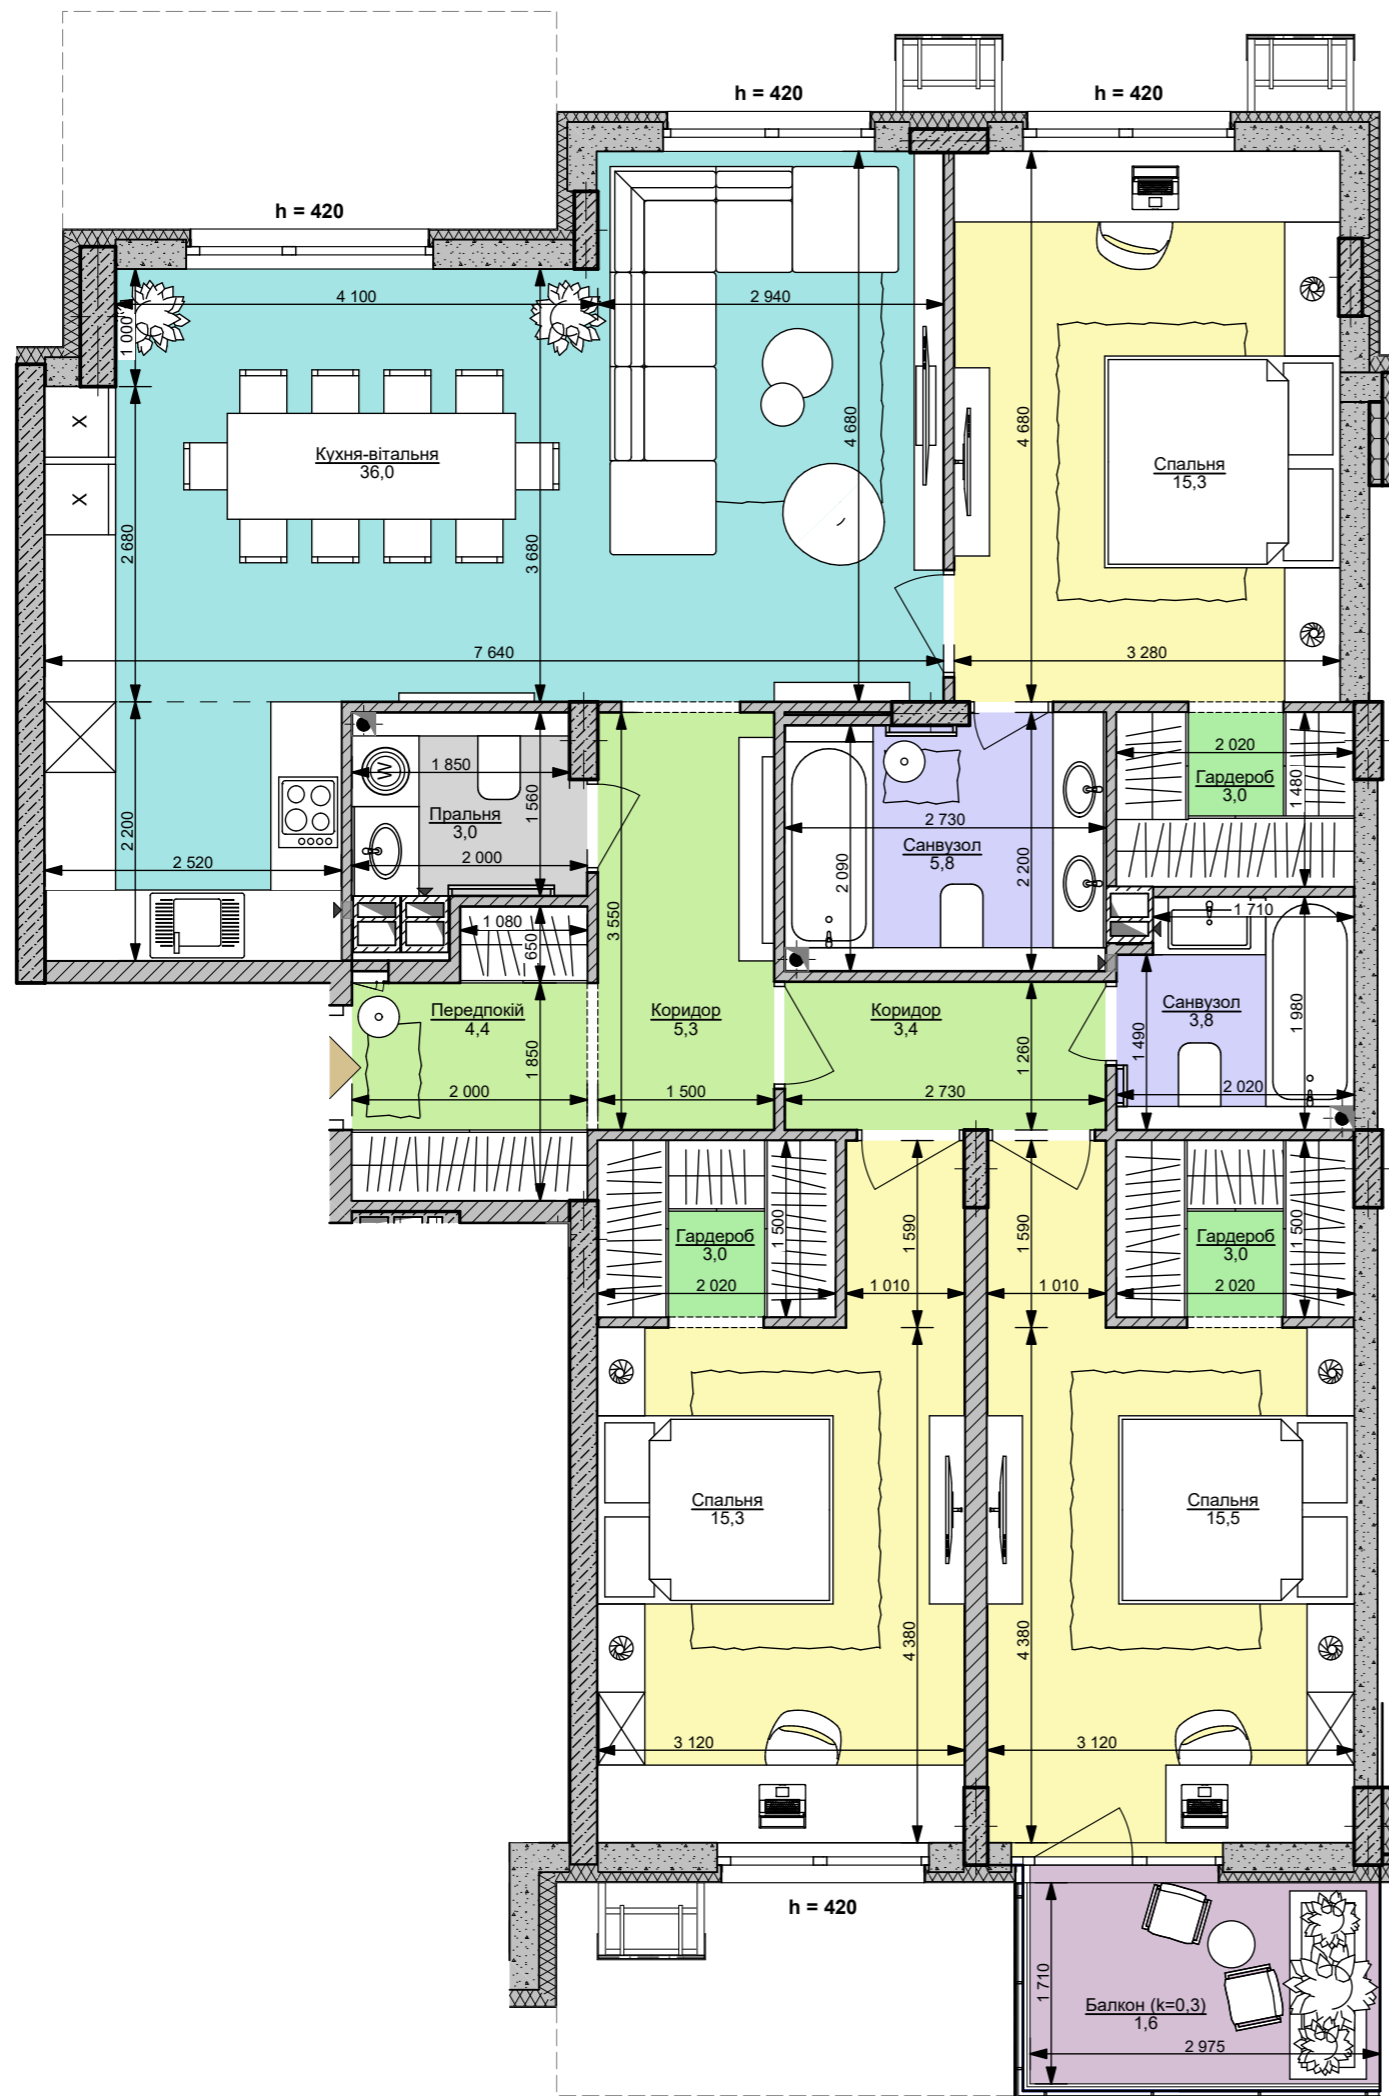 h = 420
h = 420
h = 420
4 100
2 940
1 000
4 680
4 680
X
X
Кухня-вітальня
36,0
Спальня
15,3
2 680
3 680
7 640
3 280
1 850
1 560
Пральня
3,0
2 000
W
2 200
2 520
1 080
650
3 550
2 730
Санвузол
5,8
2 090
2 200
2 020
Гардероб
3,0
1 480
1 710
Передпокій
4,4
1 850
2 000
Коридор
5,3
1 500
Коридор
3,4
1 260
2 730
Санвузол
3,8
1 490
1 980
2 020
Гардероб
3,0
1 500
2 020
1 590
1 010
1 590
1 010
Гардероб
3,0
1 500
2 020
Спальня
15,3
Спальня
15,5
4 380
4 380
3 120
3 120
h = 420
1 710
Балкон (k=0,3)
1,6
2 975